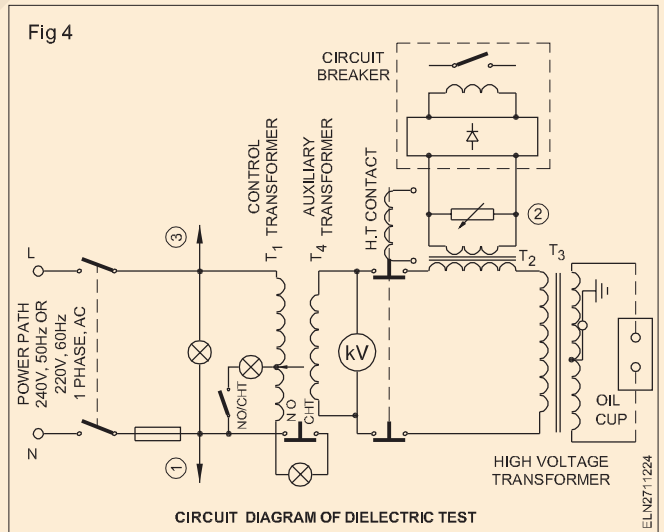 Fig 4
CIRCUIT
BREAKER
CONTROL
TRANSFORMER
AUXILIARY
TRANSFORMER
H.T CONTACT
3
2
L
T1
T4
T2
T3
POWER PATH
240V, 50Hz OR
220V, 60Hz
1 PHASE, AC
kV
NO/CHT
N O
CHT
OIL
CUP
N
1
HIGH VOLTAGE
TRANSFORMER
CIRCUIT DIAGRAM OF DIELECTRIC TEST
ELN2711224